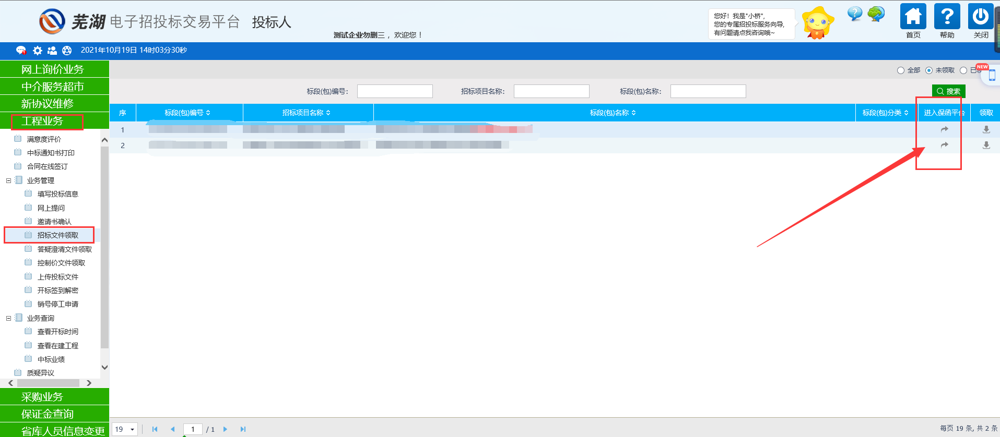 芜湖 电子招投标交易平台 投标人
测试企业勿删三 ，欢迎您！
您好！我是"小桥",
您的专属招投标服务向导,
有问题请点我咨询哦~
首页 帮助 关闭
2021年10月19日 14时03分30秒
网上询价业务
中介服务超市
新协议维修
工程业务
满意度评价
中标通知书打印
合同在线签订
业务管理
填写投标信息
网上提问
邀请书确认
招标文件领取
答疑澄清文件领取
控制价文件领取
上传投标文件
开标签到解密
销号停工申请
业务查询
查看开标时间
查看在建工程
中标业绩
质疑异议
采购业务
保证金查询
省库人员信息变更
全部 未领取 已
NEW
标段(包)编号： 招标项目名称： 标段(包)名称： 搜索
序 标段(包)编号 招标项目名称 标段(包)名称 标段(包)分类 进入保函平台 领取
1
2
19 1 / 1 每页 19 条, 共 2 条